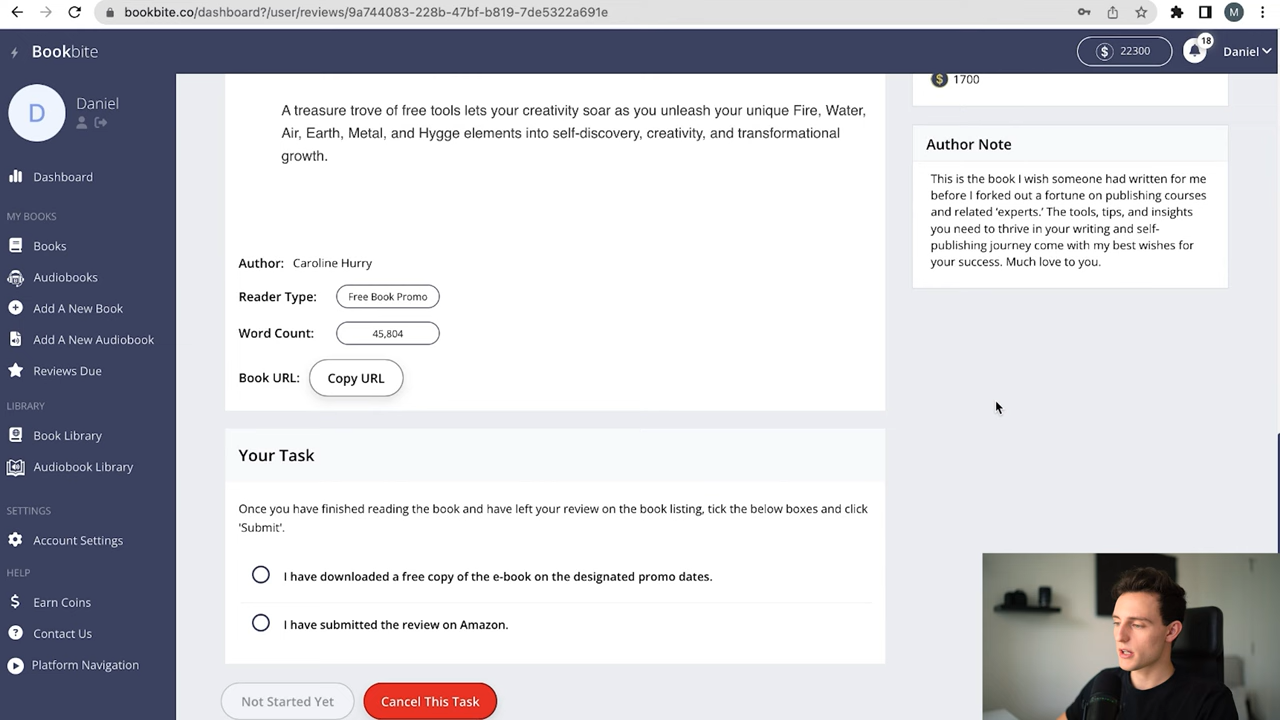 bookbite.co/dashboard?/user/reviews/9a744083-228b-47bf-b819-7de5322a691e
M
Bookbite
$ 22300
18
Daniel
D
Daniel
Dashboard
MY BOOKS
Books
Audiobooks
Add A New Book
Add A New Audiobook
Reviews Due
LIBRARY
Book Library
Audiobook Library
SETTINGS
Account Settings
HELP
$ Earn Coins
? Contact Us
Platform Navigation
A treasure trove of free tools lets your creativity soar as you unleash your unique Fire, Water,
Air, Earth, Metal, and Hygge elements into self-discovery, creativity, and transformational
growth.
Author: Caroline Hurry
Reader Type: Free Book Promo
Word Count: 45,804
Book URL: Copy URL
Your Task
Once you have finished reading the book and have left your review on the book listing, tick the below boxes and click
'Submit'.
I have downloaded a free copy of the e-book on the designated promo dates.
I have submitted the review on Amazon.
Not Started Yet
Cancel This Task
$ 1700
Author Note
This is the book I wish someone had written for me
before I forked out a fortune on publishing courses
and related ‘experts.’ The tools, tips, and insights
you need to thrive in your writing and self-
publishing journey come with my best wishes for
your success. Much love to you.